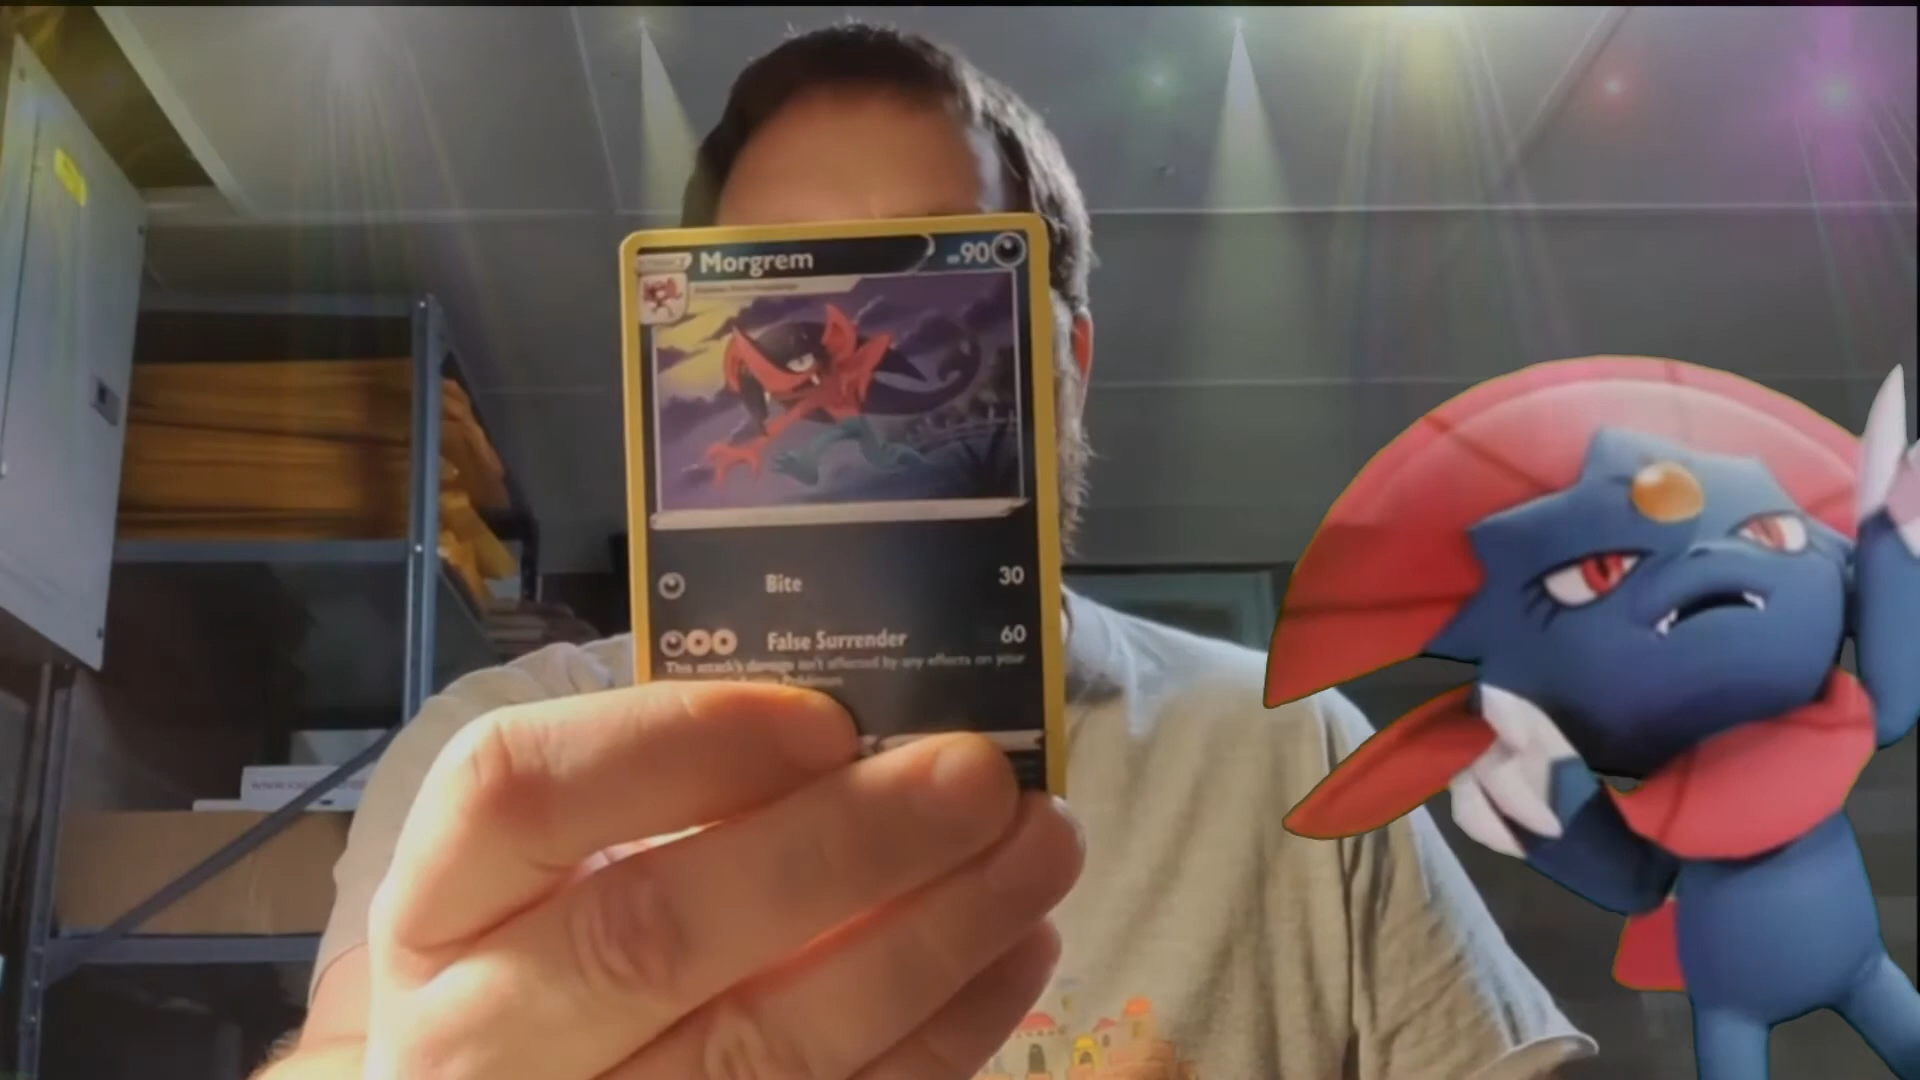 Morgrem
90
Bite
30
False Surrender
60
This attack's damage isn't affected by any effects on your